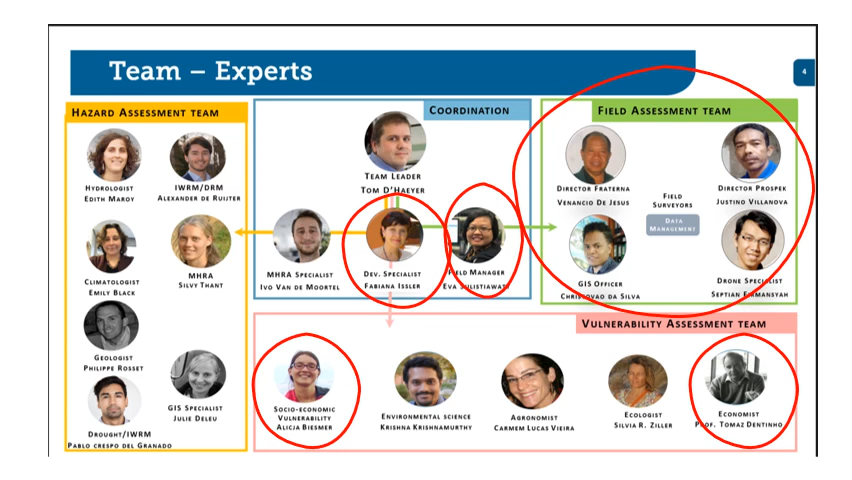 Team – Experts
4
HAZARD ASSESSMENT TEAM
HYDROLOGIST
EDITH MAROY
IWRM/DRM
ALEXANDER DE RUIJTER
CLIMATOLOGIST
EMILY BLACK
MHRA
SILVY THANT
GEOLOGIST
PHILIPPE ROSSET
GIS SPECIALIST
JULIE DELEU
DROUGHT/IWRM
PABLO CRESPO DEL GRANADO
COORDINATION
TEAM LEADER
TOM D'HAEYER
MHRA SPECIALIST
IVO VAN DE MOORTEL
DEV. SPECIALIST
FABIANA ISSLER
FIELD MANAGER
EVA SULISTIAWATY
FIELD ASSESSMENT TEAM
DIRECTOR FRATERNA
VENANCIO DE JESUS
FIELD
SURVEYORS
DATA
MANAGEMENT
DIRECTOR PROSPEK
JUSTINO VILLANOVA
GIS OFFICER
CHRISTOVAO DA SILVA
DRONE SPECIALIST
SEPTIAN FIRMANSYAH
VULNERABILITY ASSESSMENT TEAM
SOCIO-ECONOMIC
VULNERABILITY
ALICJA BIESMER
ENVIRONMENTAL SCIENCE
KRISHNA KRISHNAMURTHY
AGRONOMIST
CARMEM LUCAS VIEIRA
ECOLOGIST
SILVIA R. ZILLER
ECONOMIST
PROF. TOMAZ DENTINHO